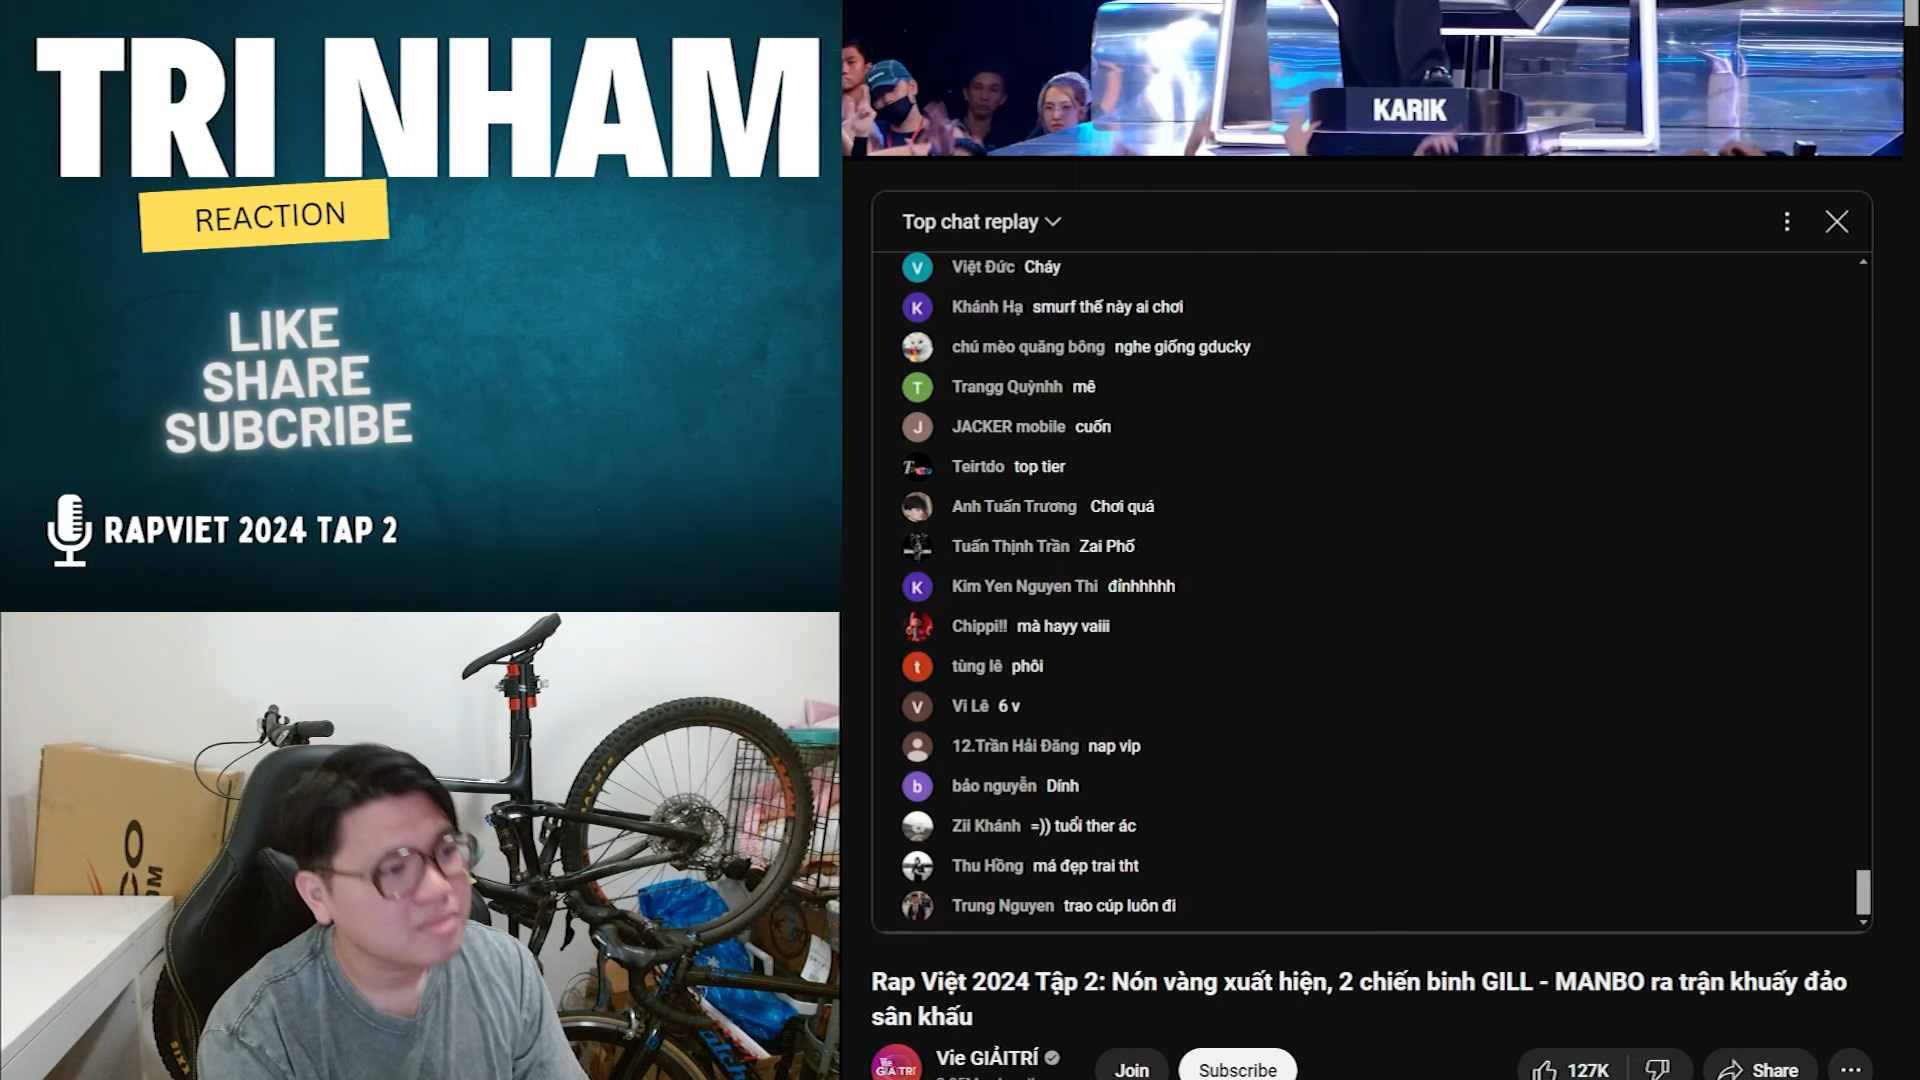 TRI NHAM
REACTION
LIKE
SHARE
SUBCRIBE
RAPVIET 2024 TAP 2
KARIK
Top chat replay
V Việt Đức Cháy
K Khánh Hạ smurf thế này ai chơi
chú mèo quăng bông nghe giống gducky
T Trangg Quỳnhh mê
J JACKER mobile cuốn
Teirtdo top tier
Anh Tuấn Trương Chơi quá
Tuấn Thịnh Trần Zai Phố
K Kim Yen Nguyen Thi đỉnhhhhh
Chippi!! mà hayy vaiii
t tùng lê phôi
V Vi Lê 6 v
12.Trần Hải Đăng nap vip
b bảo nguyễn Dính
Zii Khánh =)) tuổi ther ác
Thu Hồng má đẹp trai tht
Trung Nguyen trao cúp luôn đi
Rap Việt 2024 Tập 2: Nón vàng xuất hiện, 2 chiến binh GILL - MANBO ra trận khuấy đảo
sân khấu
Vie GIẢI TRÍ
Vie GIẢITRÍ
Join
Subscribe
127K
Share
MAXXIS